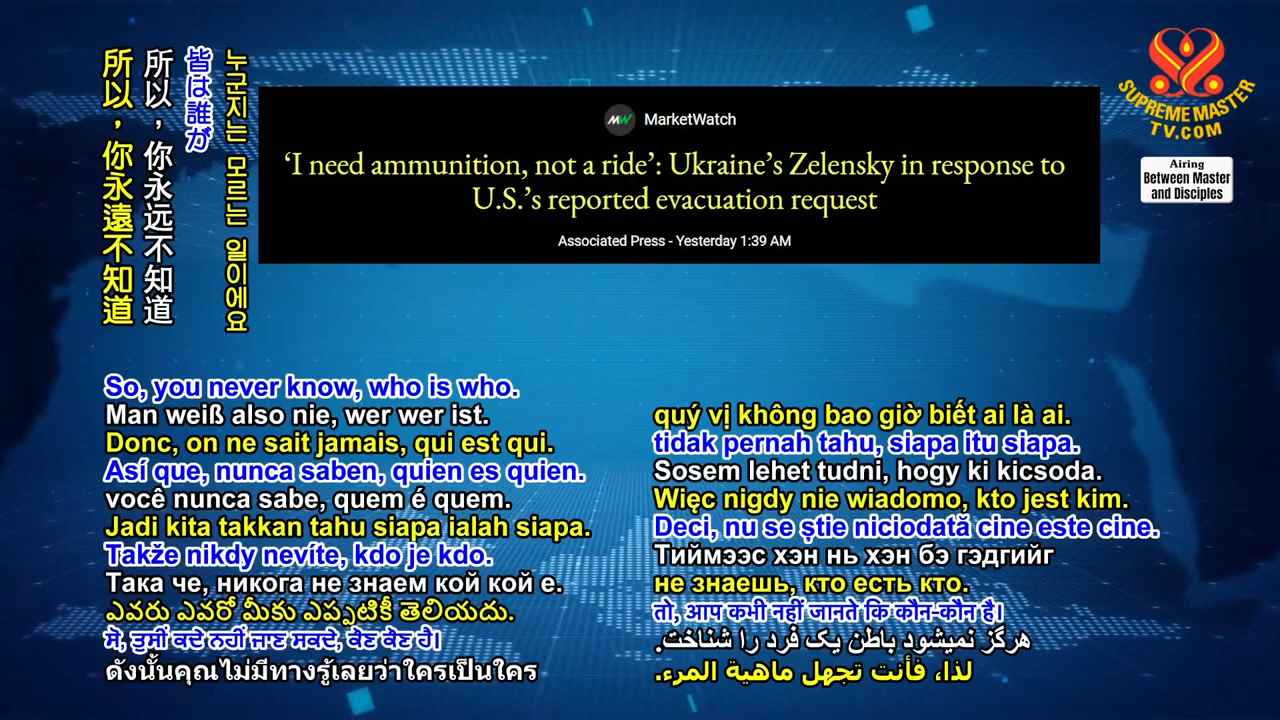 누군지는 모르는 일이에요
皆は誰が
所以，你永远不知道
所以，你永遠不知道
MW MarketWatch
‘I need ammunition, not a ride’: Ukraine’s Zelensky in response to
U.S.’s reported evacuation request
Associated Press - Yesterday 1:39 AM
SUPREME MASTER
TV.COM
Airing
Between Master
and Disciples
So, you never know, who is who.
Man weiß also nie, wer wer ist.
Donc, on ne sait jamais, qui est qui.
Así que, nunca saben, quien es quien.
você nunca sabe, quem é quem.
Jadi kita takkan tahu siapa ialah siapa.
Takže nikdy nevíte, kdo je kdo.
Така че, никога не знаем кой кой е.
ఎవరు ఎవరో మీకు ఎప్పటికీ తెలియదు.
ਸੋ, ਤੁਸੀਂ ਕਦੇ ਨਹੀਂ ਜਾਣ ਸਕਦੇ, ਕੌਣ ਕੌਣ ਹੈ।
ดังนั้นคุณไม่มีทางรู้เลยว่าใครเป็นใคร
quý vị không bao giờ biết ai là ai.
tidak pernah tahu, siapa itu siapa.
Sosem lehet tudni, hogy ki kicsoda.
Więc nigdy nie wiadomo, kto jest kim.
Deci, nu se știe niciodată cine este cine.
Тиймээс хэн нь хэн бэ гэдгийг
не знаешь, кто есть кто.
तो, आप कभी नहीं जानते कि कौन-कौन है।
هرگز نمیشود باطن یک فرد را شناخت.
لذا، فأنت تجهل ماهية المرء.